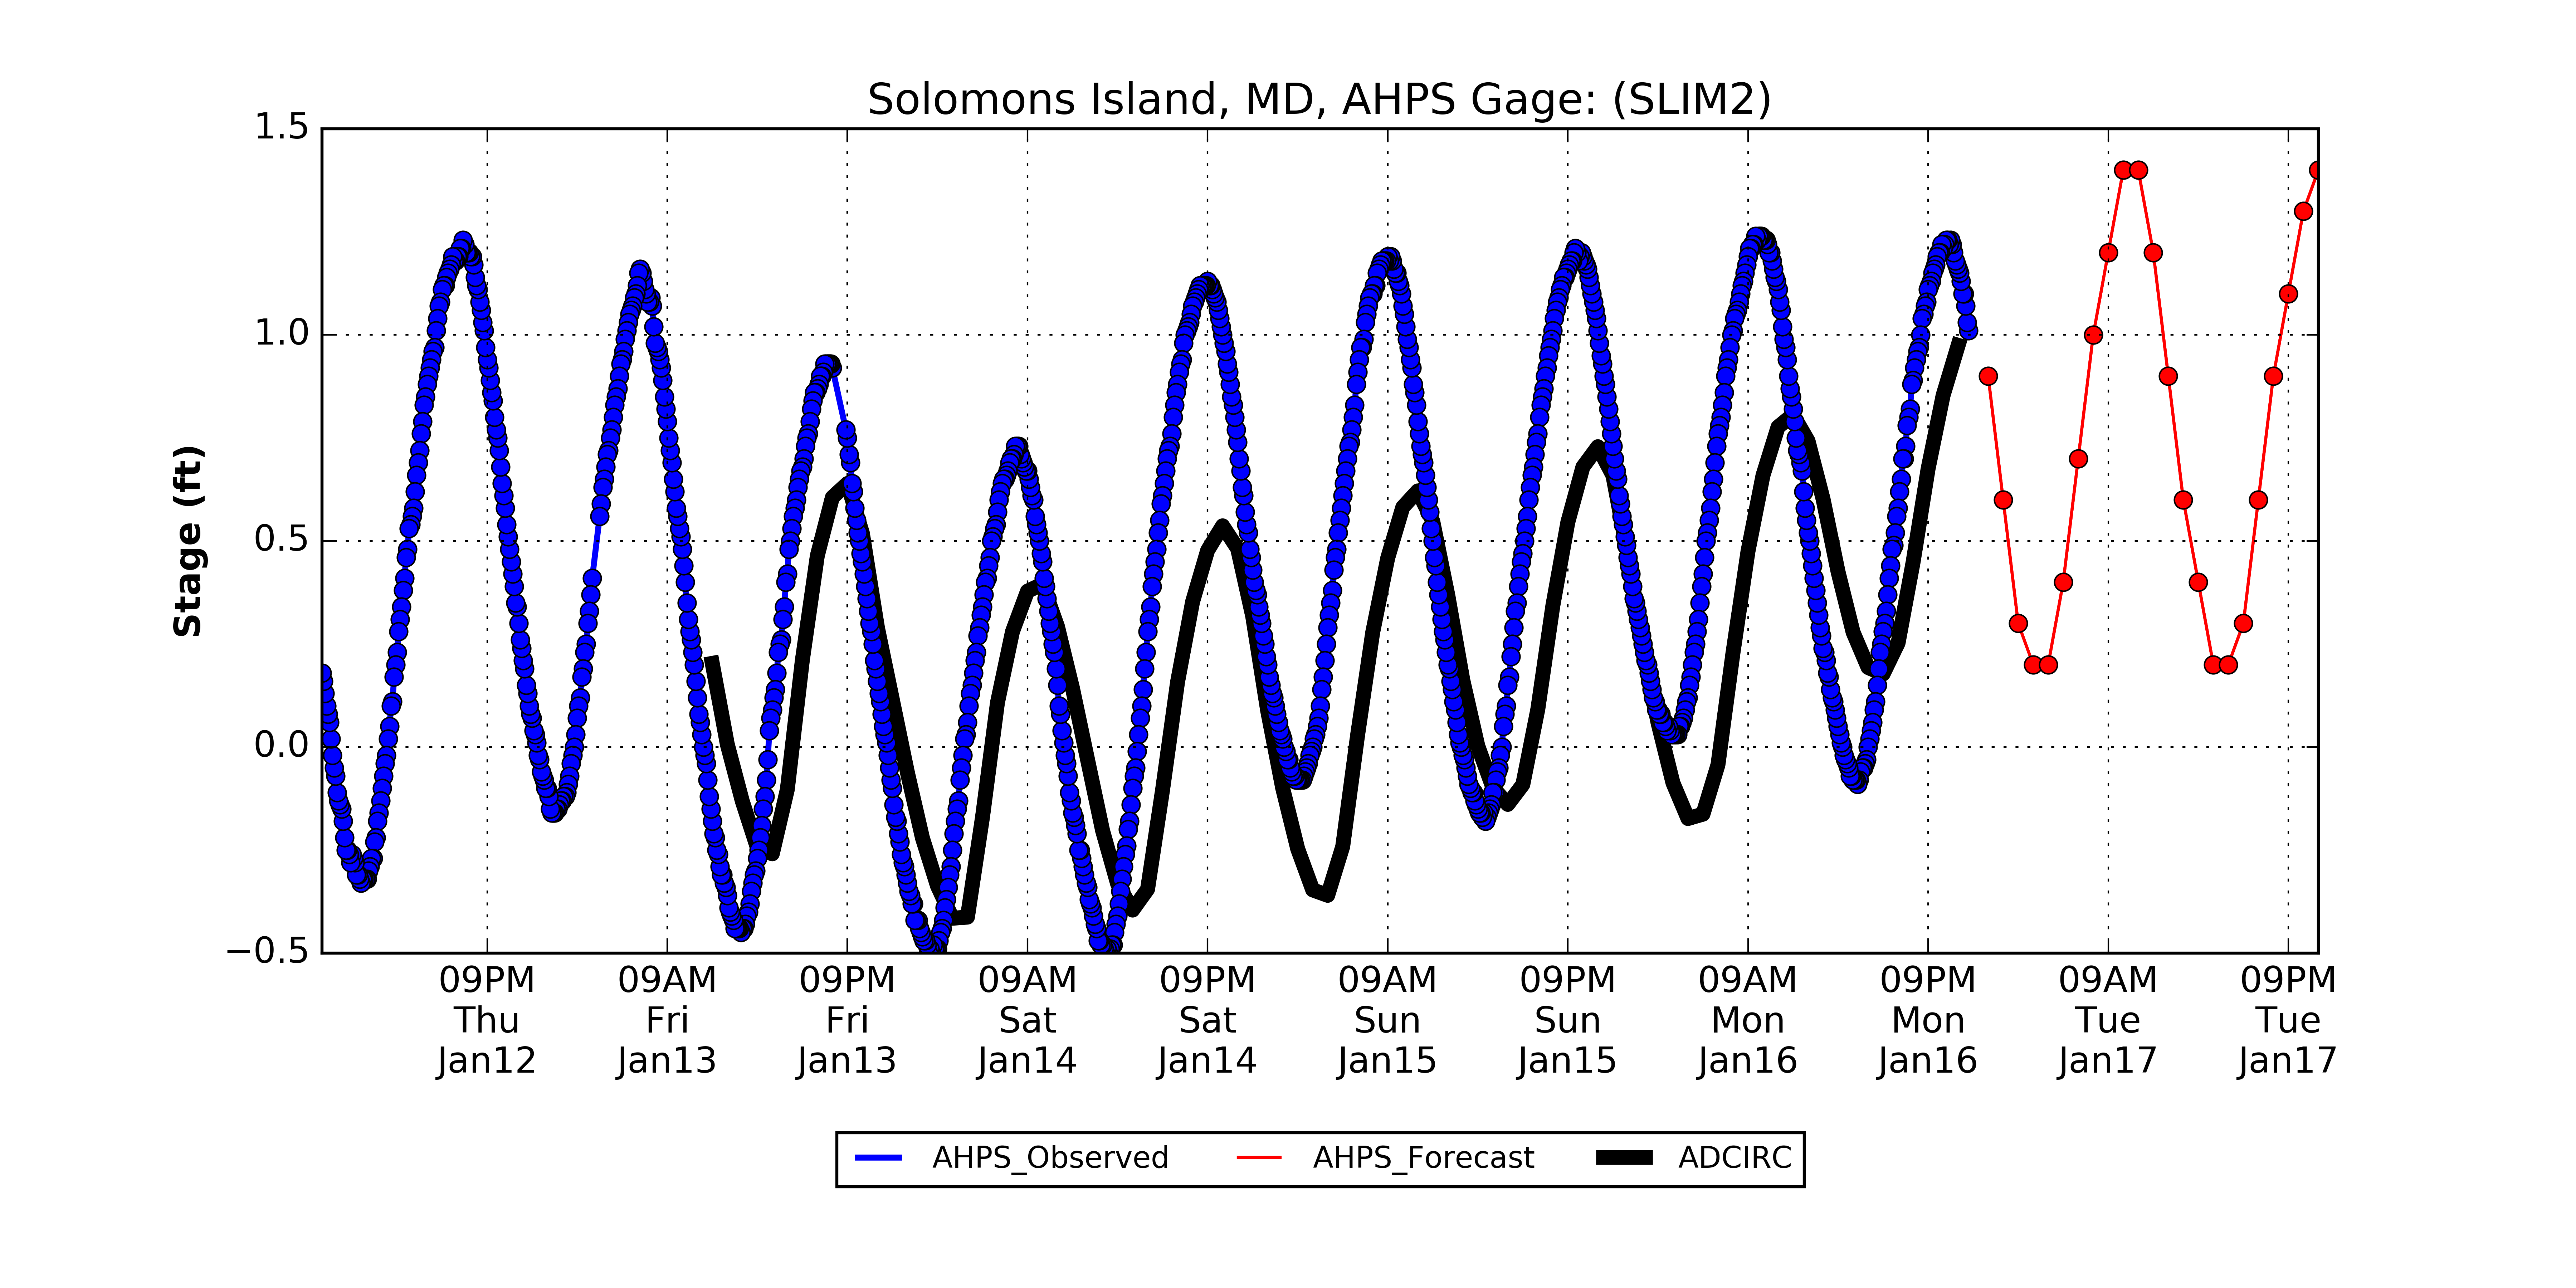 Solomons Island, MD, AHPS Gage: (SLIM2)
1.5
1.0
0.5
0.0
−0.5
Stage (ft)
09PM 09AM 09PM 09AM 09PM 09AM 09PM 09AM 09PM 09AM 09PM
Thu Fri Fri Sat Sat Sun Sun Mon Mon Tue Tue
Jan12 Jan13 Jan13 Jan14 Jan14 Jan15 Jan15 Jan16 Jan16 Jan17 Jan17
AHPS_Observed AHPS_Forecast ADCIRC